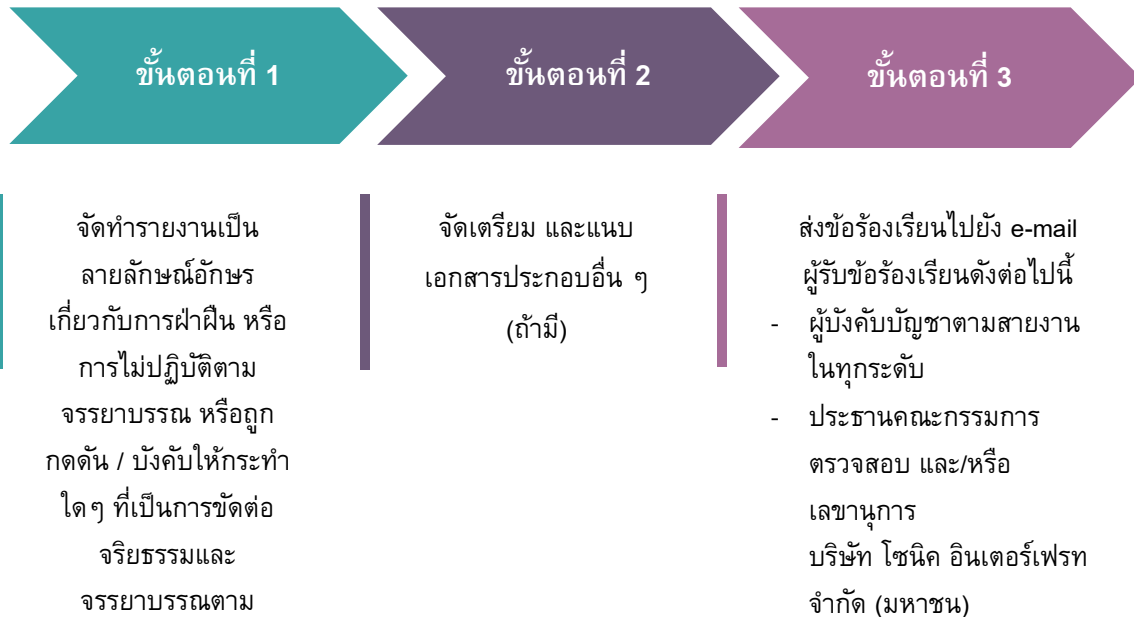 ขั้นตอนที่ 1
ขั้นตอนที่ 2
ขั้นตอนที่ 3
จัดทำรายงานเป็น
ลายลักษณ์อักษร
เกี่ยวกับการฝ่าฝืน หรือ
การไม่ปฏิบัติตาม
จรรยาบรรณ หรือถูก
กดดัน / บังคับให้กระทำ
ใดๆ ที่เป็นการขัดต่อ
จริยธรรมและ
จรรยาบรรณตาม
จัดเตรียม และแนบ
เอกสารประกอบอื่น ๆ
(ถ้ามี)
ส่งข้อร้องเรียนไปยัง e-mail
ผู้รับข้อร้องเรียนดังต่อไปนี้
- ผู้บังคับบัญชาตามสายงาน
ในทุกระดับ
- ประธานคณะกรรมการ
ตรวจสอบ และ/หรือ
เลขานุการ
บริษัท โซนิค อินเตอร์เฟรท
จำกัด (มหาชน)